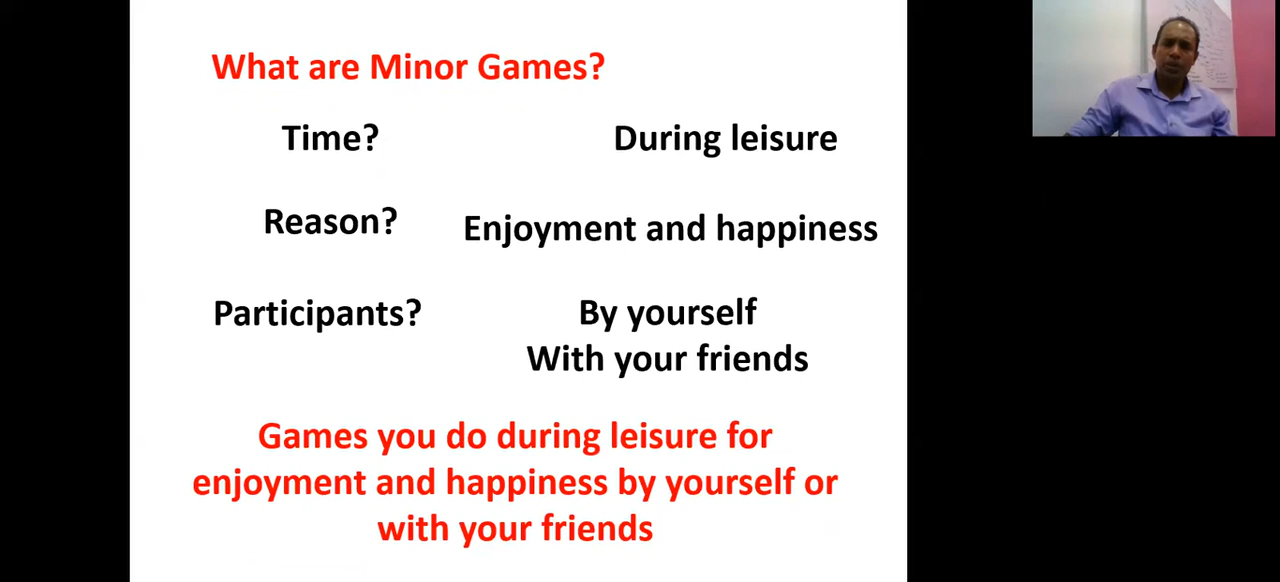 What are Minor Games?
Time? During leisure
Reason? Enjoyment and happiness
Participants? By yourself
With your friends
Games you do during leisure for
enjoyment and happiness by yourself or
with your friends